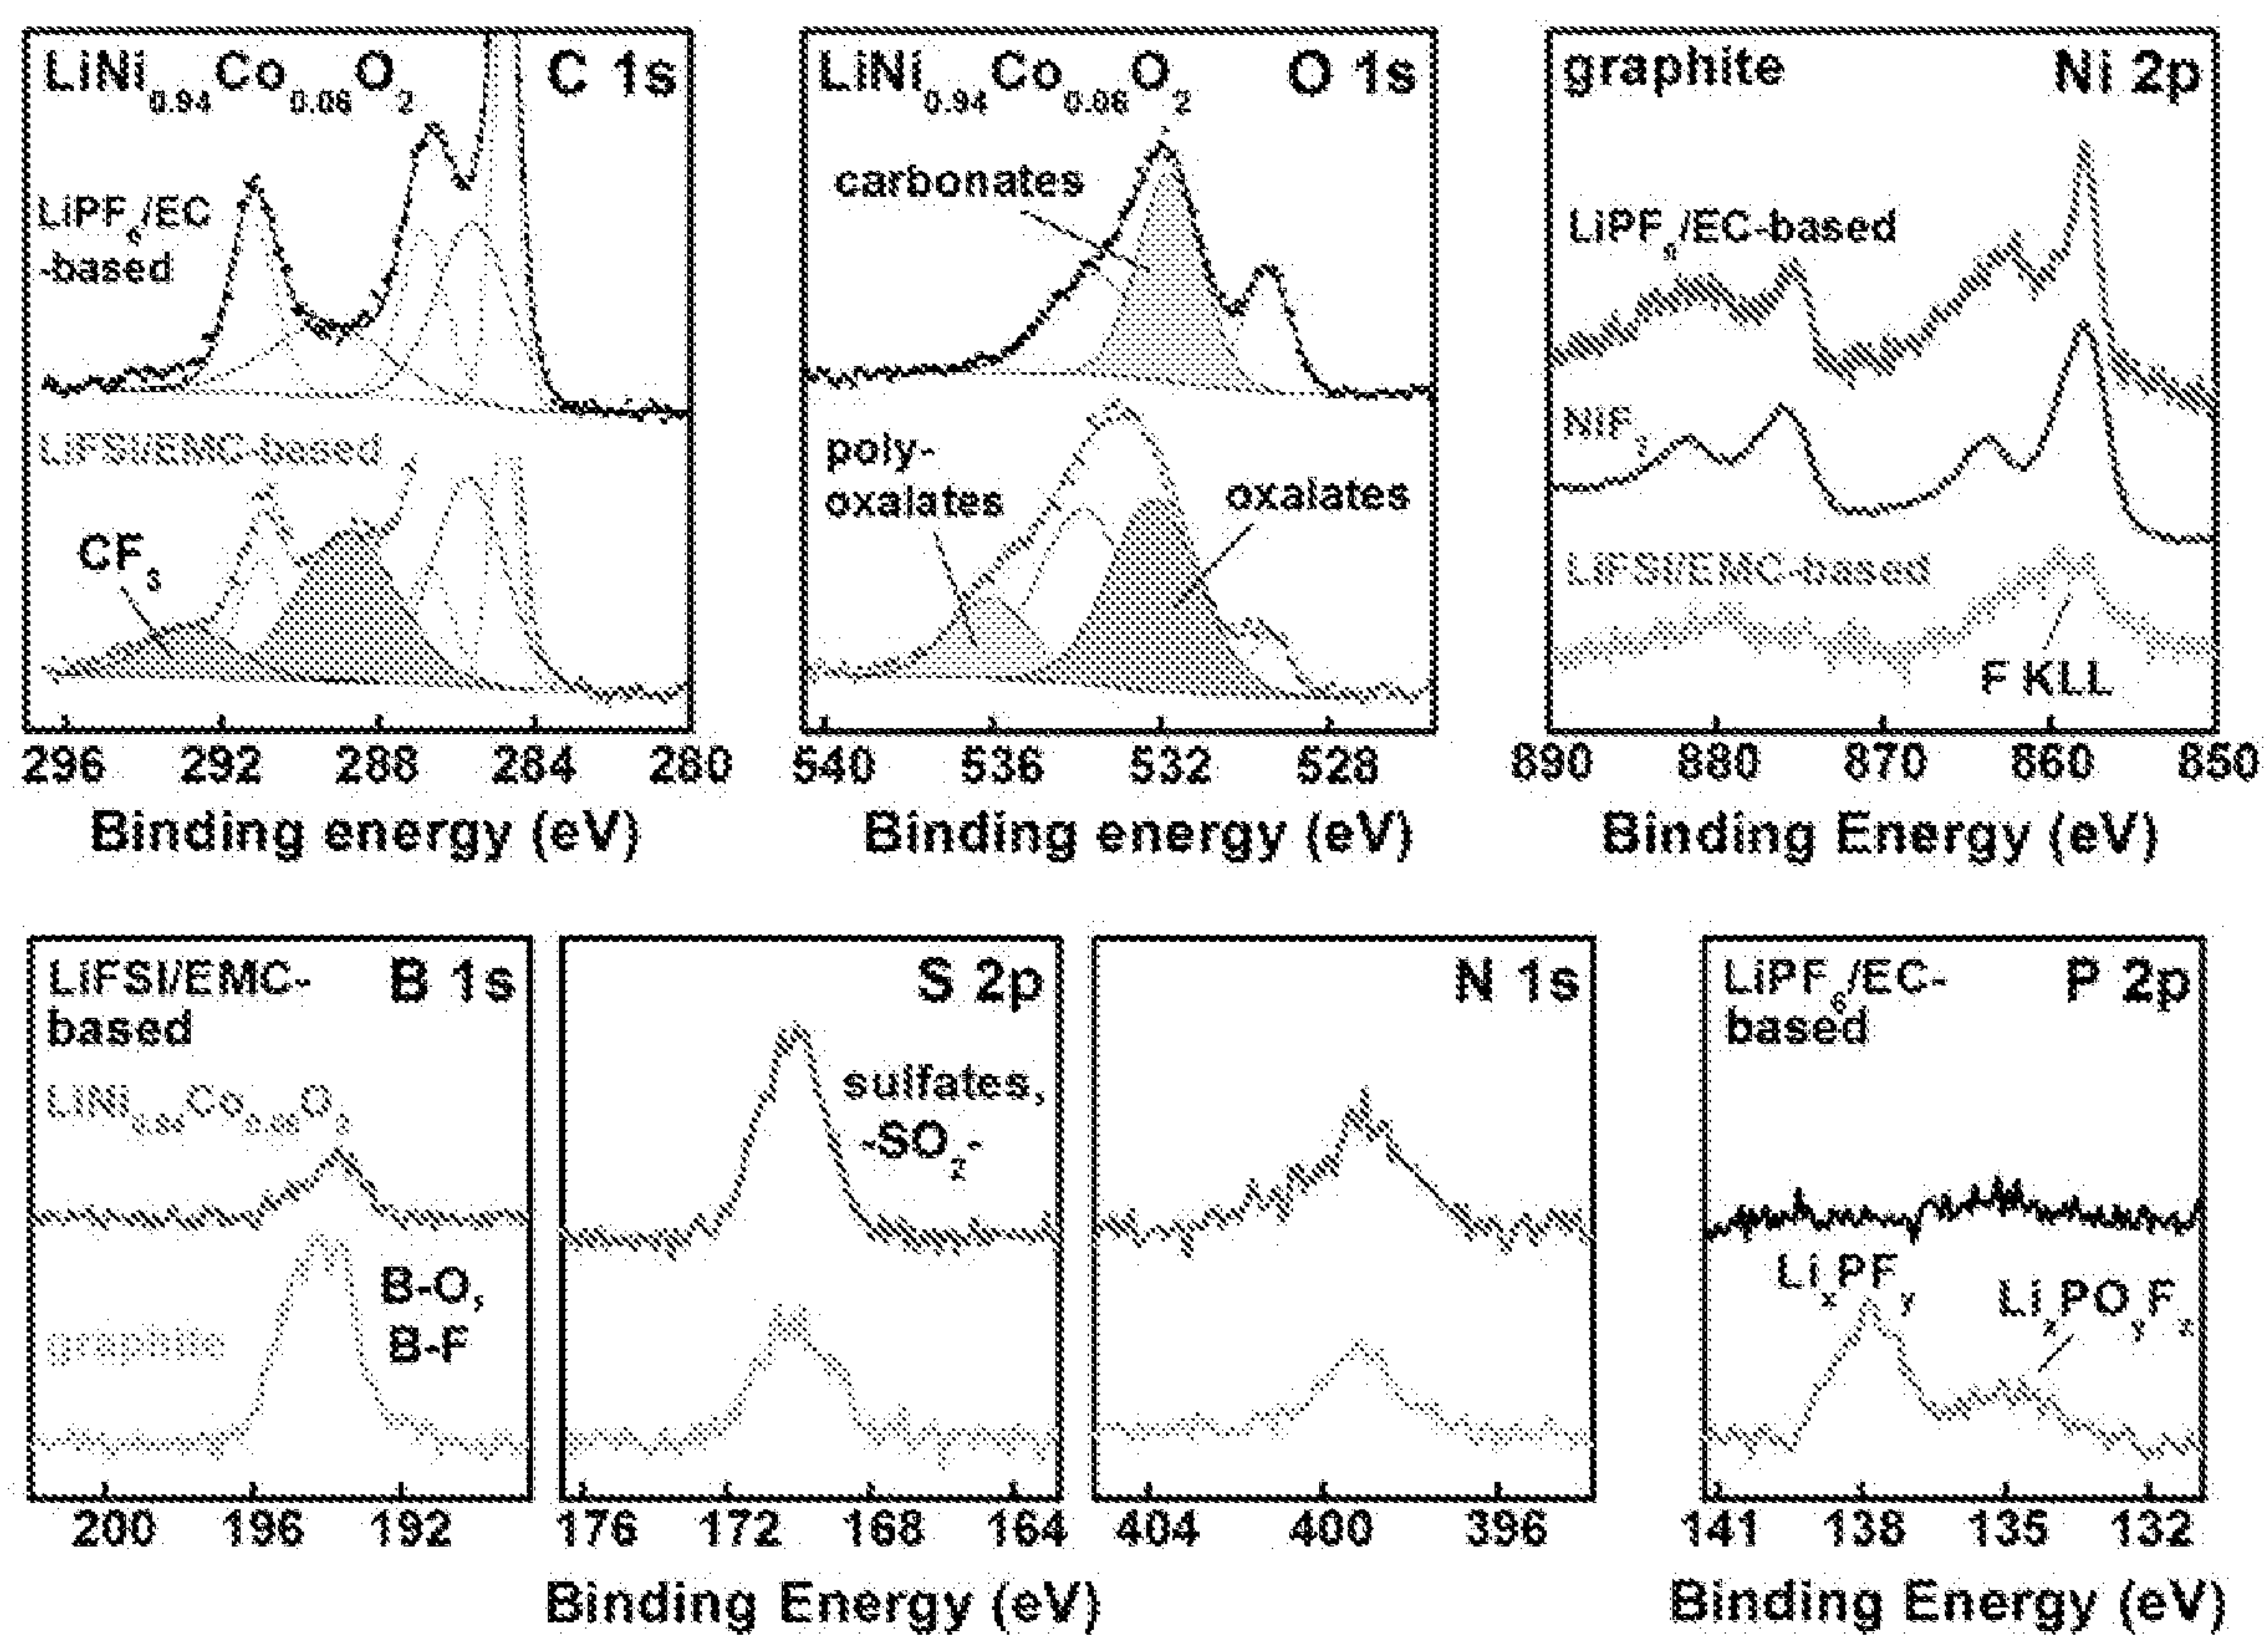 LiNi0.94Co0.06O2 C 1s
LiPF6/EC
-based
LiFSI/EMC-based
CF3
296 292 288 284 280
Binding energy (eV)
LiNi0.94Co0.06O2 O 1s
carbonates
poly-
oxalates
oxalates
540 536 532 528
Binding energy (eV)
graphite Ni 2p
LiPF6/EC-based
NiF2
LiFSI/EMC-based
F KLL
890 880 870 860 850
Binding Energy (eV)
LiFSI/EMC-
based
B 1s
LiNi0.94Co0.06O2
B-O,
B-F
graphite
200 196 192
S 2p
sulfates,
-SO2-
176 172 168 164
N 1s
404 400 396
Binding Energy (eV)
LiPF6/EC-
based
P 2p
LixPFy
LixPOyFz
141 138 135 132
Binding Energy (eV)